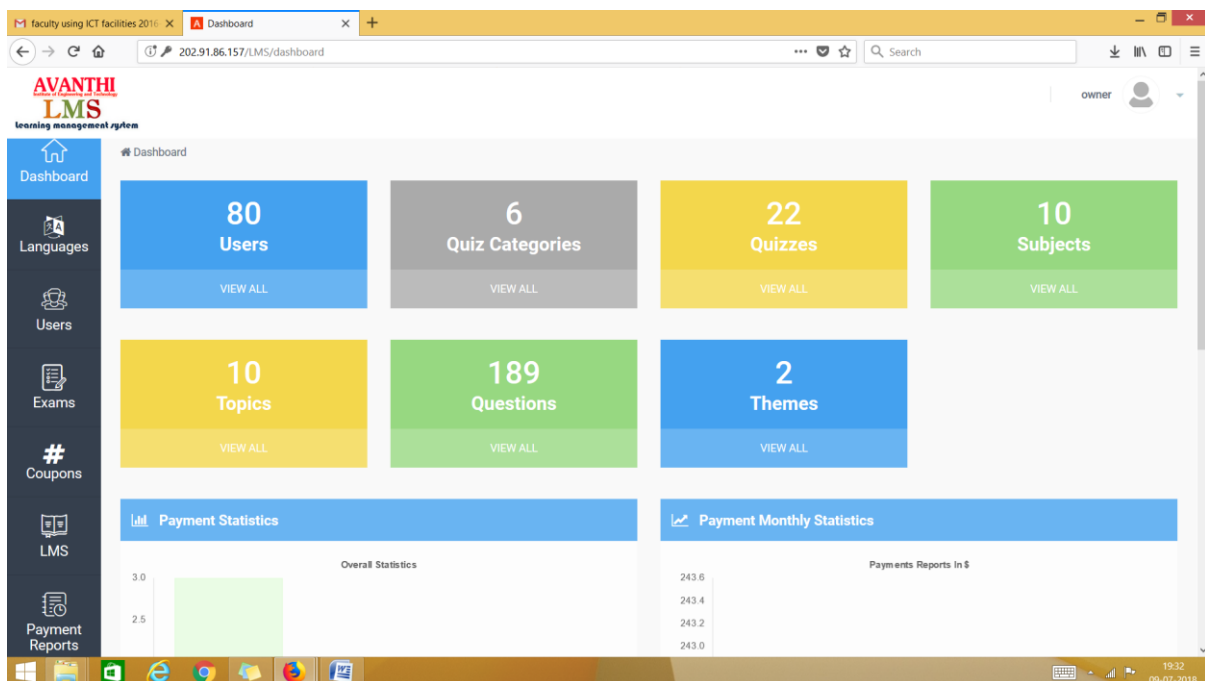 faculty using ICT facilities 2016
Dashboard
202.91.86.157/LMS/dashboard
Search
AVANTHI
Institute of Engineering and Technology
LMS
Learning management system
owner
Dashboard
Dashboard
Languages
Users
Exams
Coupons
LMS
Payment
Reports
80
Users
VIEW ALL
6
Quiz Categories
VIEW ALL
22
Quizzes
VIEW ALL
10
Subjects
VIEW ALL
10
Topics
VIEW ALL
189
Questions
VIEW ALL
2
Themes
VIEW ALL
Payment Statistics
Overall Statistics
3.0
2.5
Payment Monthly Statistics
Payments Reports In $
243.6
243.4
243.2
243.0
19:32
09-07-2018